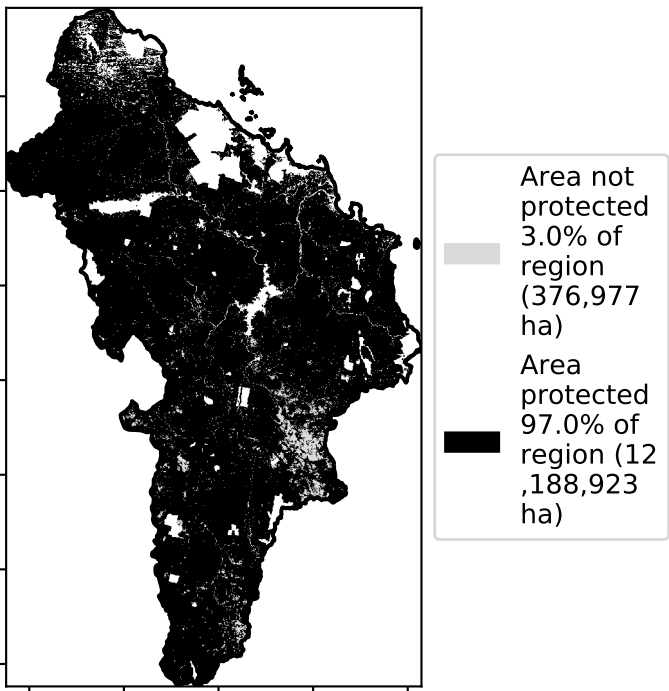 Area not
protected
3.0% of
region
(376,977
ha)
Area
protected
97.0% of
region (12
,188,923
ha)